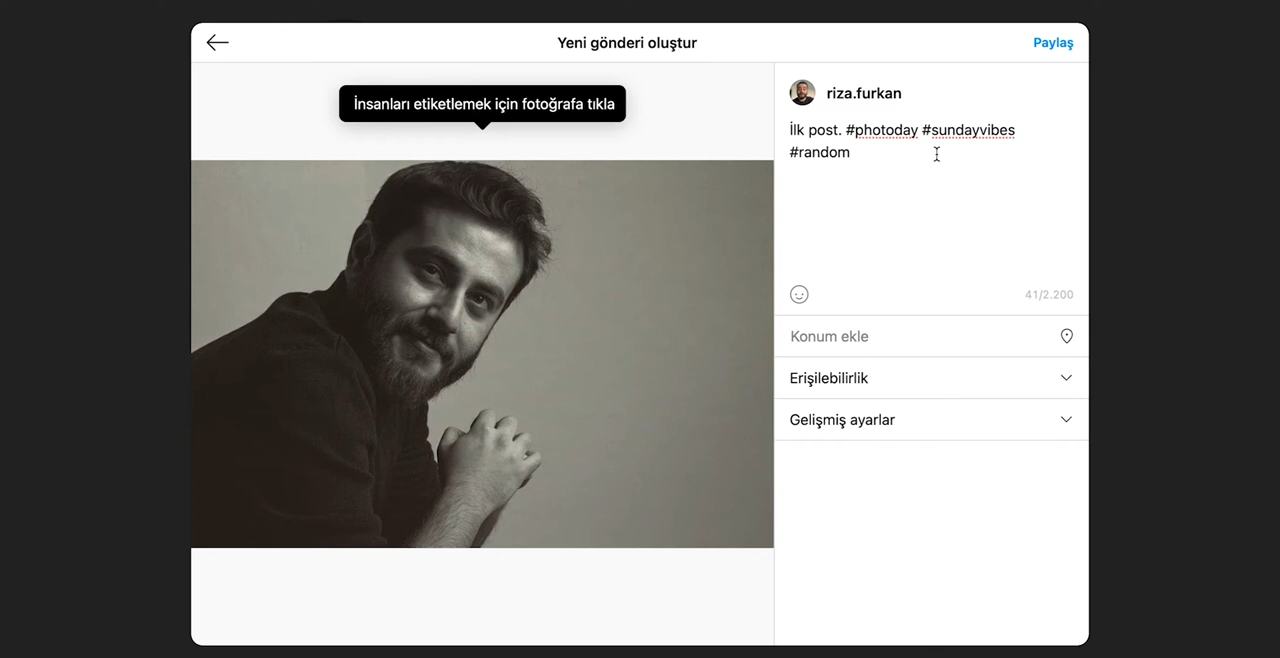 Yeni gönderi oluştur
Paylaş
İnsanları etiketlemek için fotoğrafa tıkla
riza.furkan
İlk post. #photoday #sundayvibes
#random
41/2.200
Konum ekle
Erişilebilirlik
Gelişmiş ayarlar